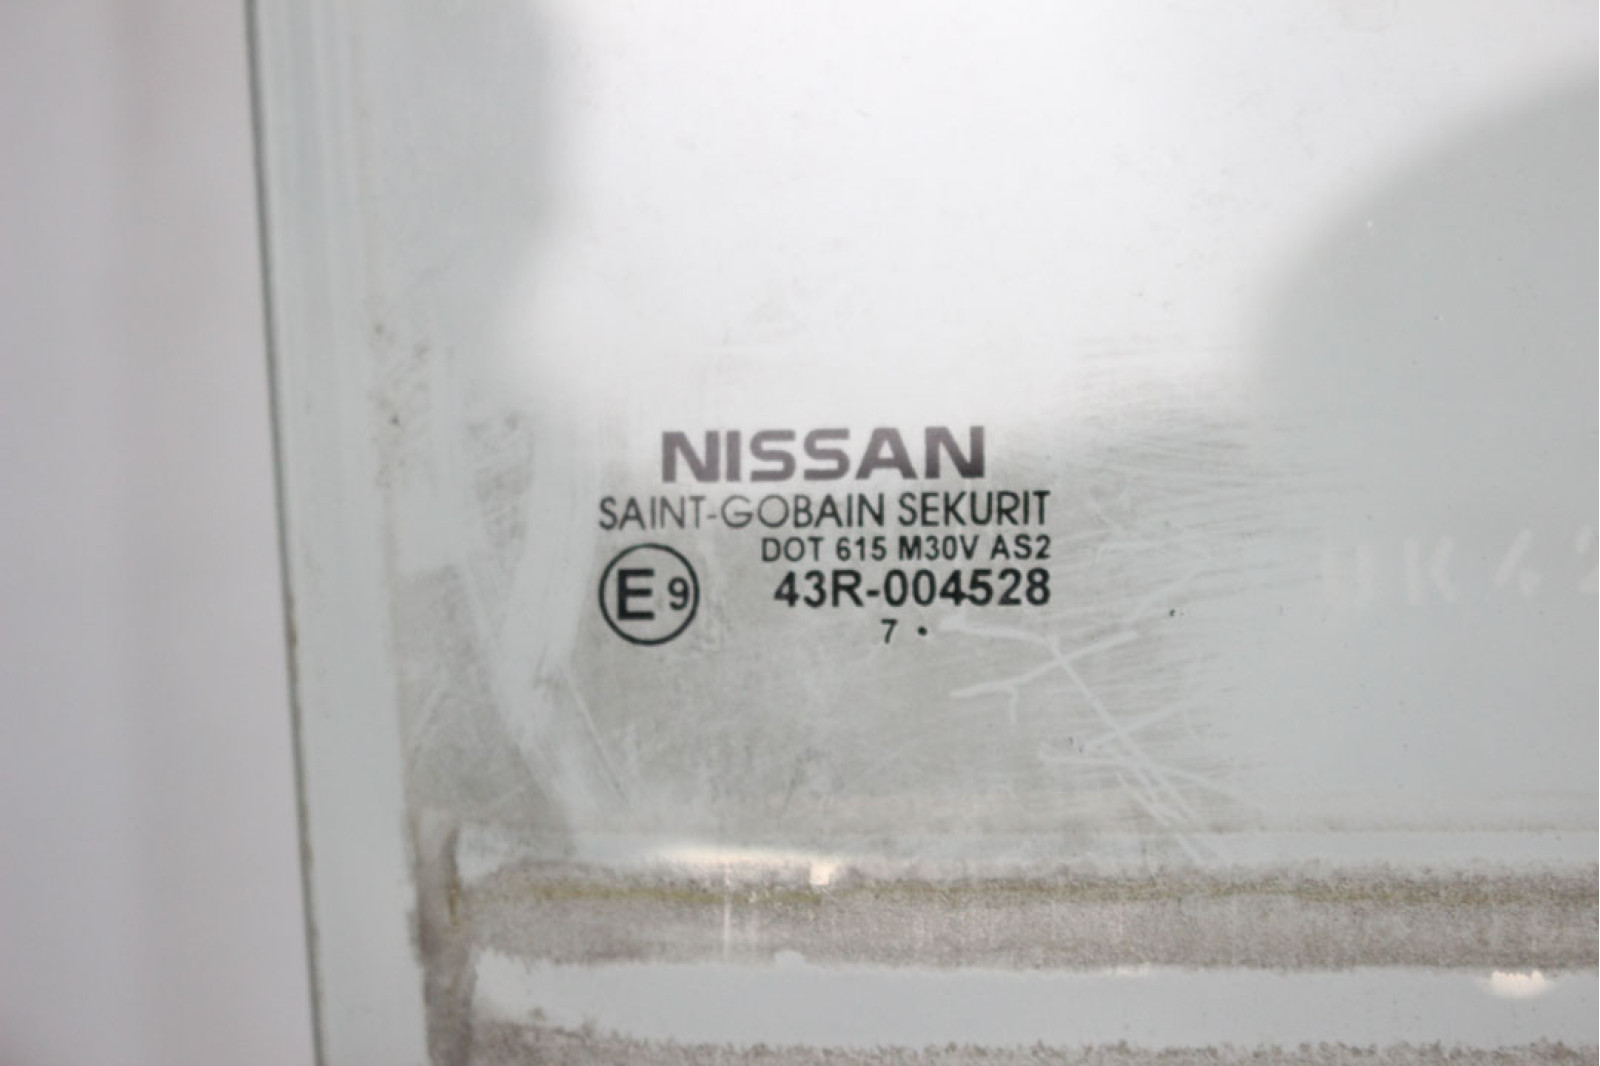 NISSAN
SAINT-GOBAIN SEKURIT
DOT 615 M30V AS2
E9 43R-004528
7 •